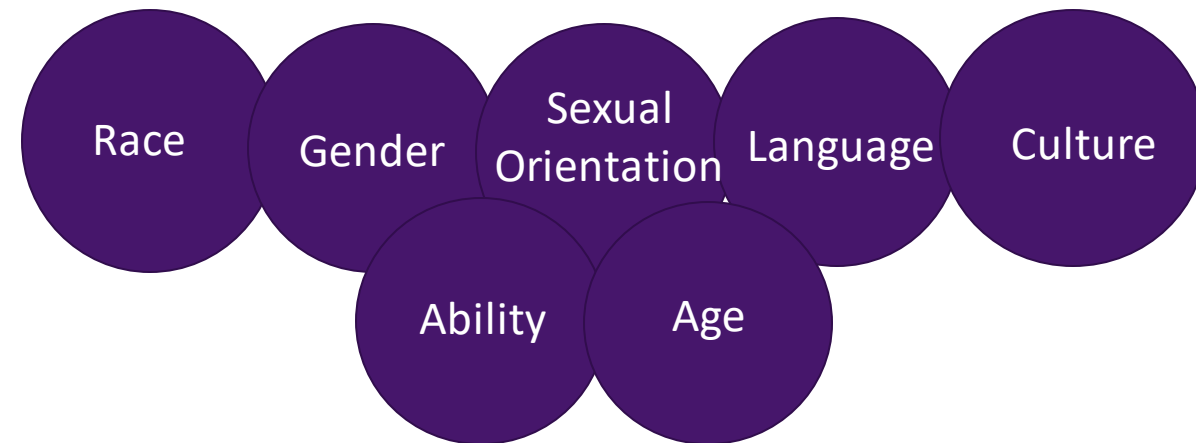 Race
Gender
Sexual
Orientation
Language
Culture
Ability
Age